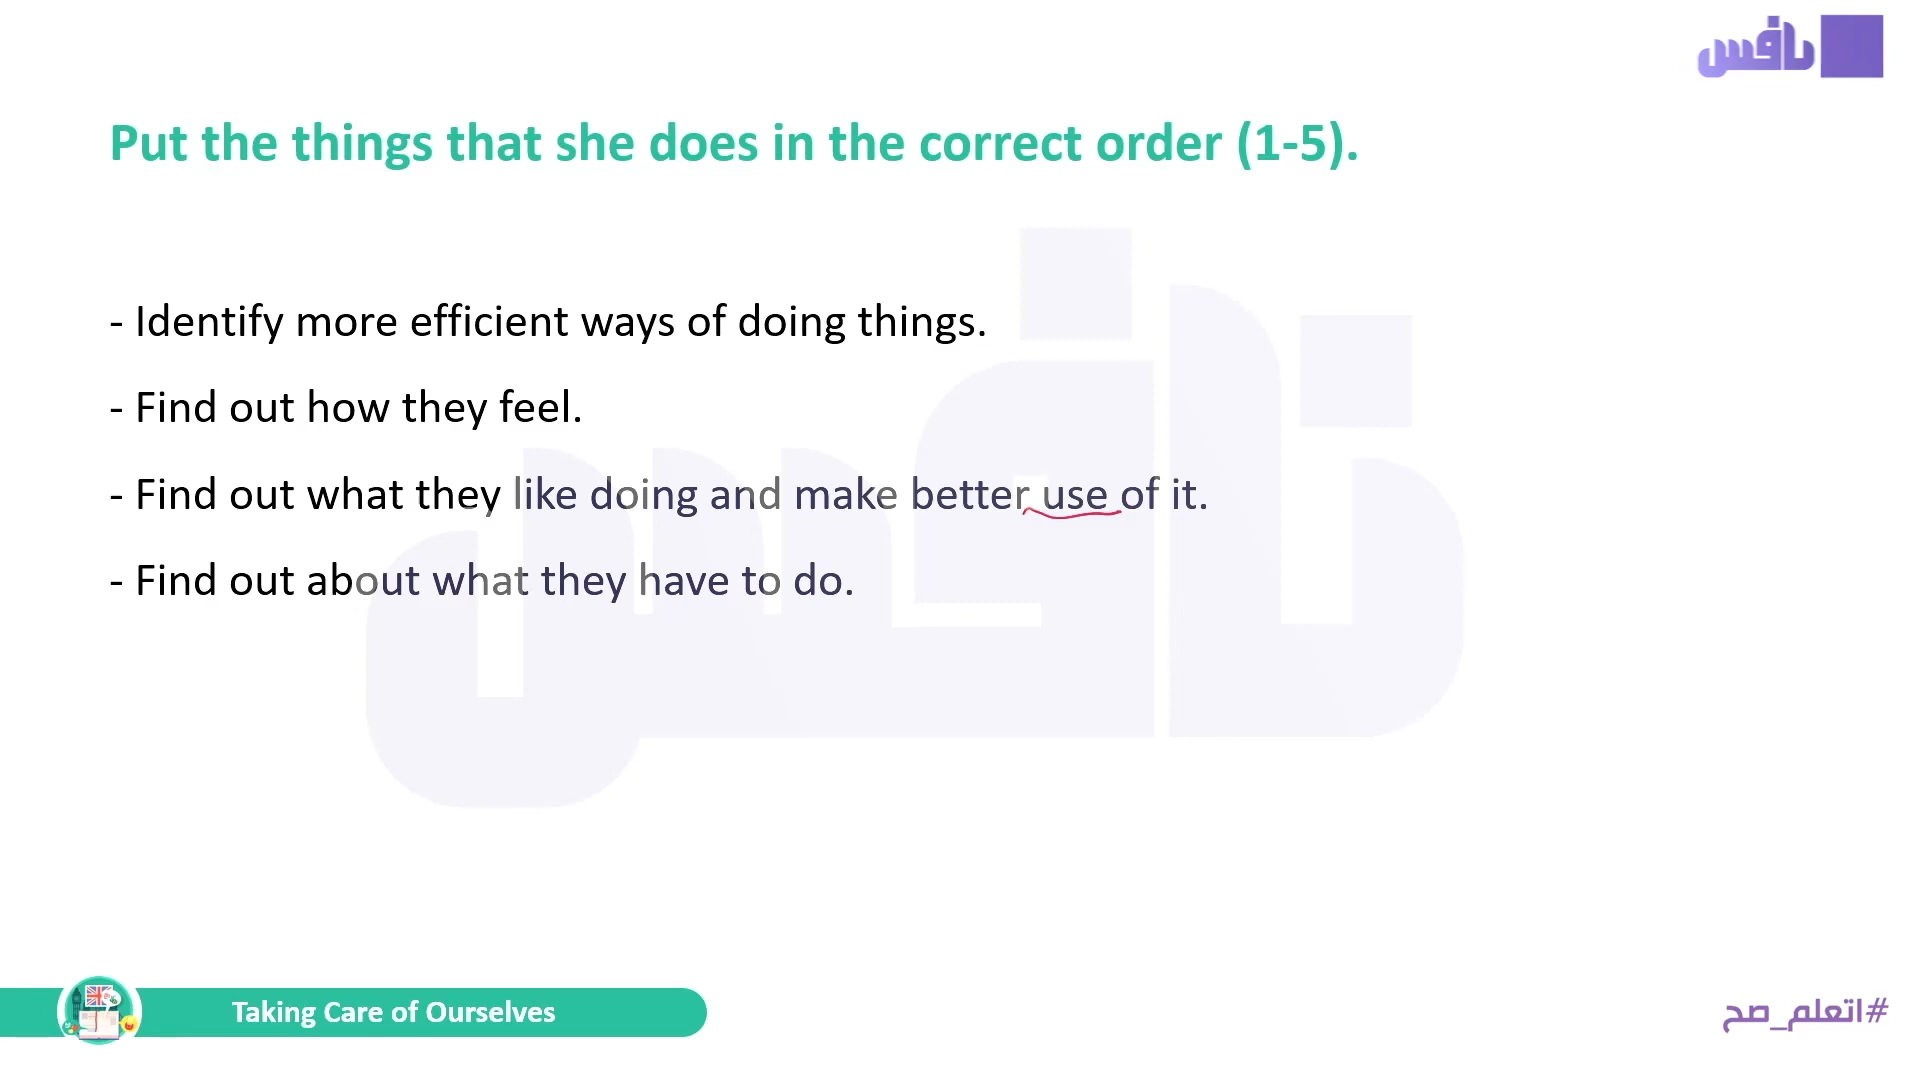 نافس
Put the things that she does in the correct order (1-5).
- Identify more efficient ways of doing things.
- Find out how they feel.
- Find out what they like doing and make better use of it.
- Find out about what they have to do.
Taking Care of Ourselves
#اتعلم_صح